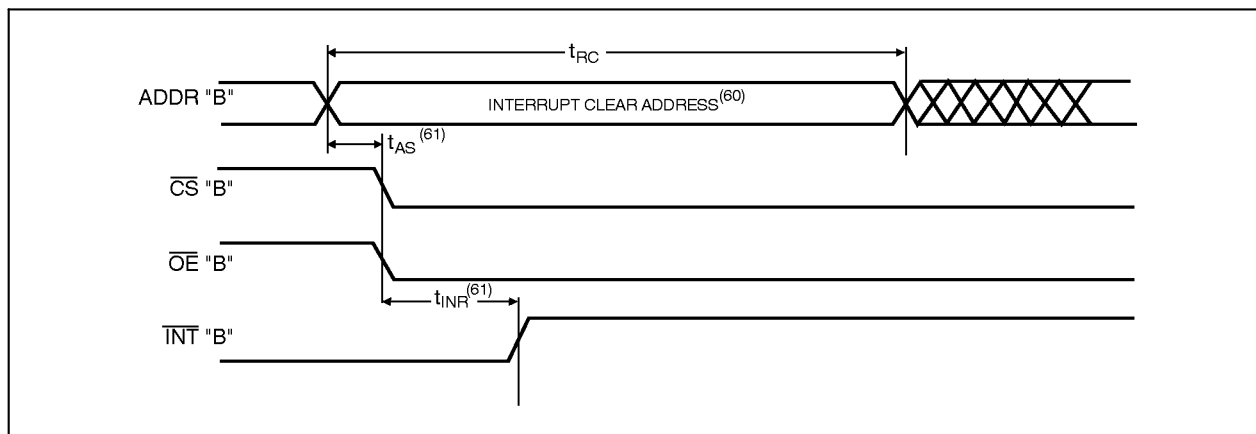 tRC
ADDR "B"
INTERRUPT CLEAR ADDRESS(60)
tAS(61)
CS "B"
OE "B"
tINR(61)
INT "B"